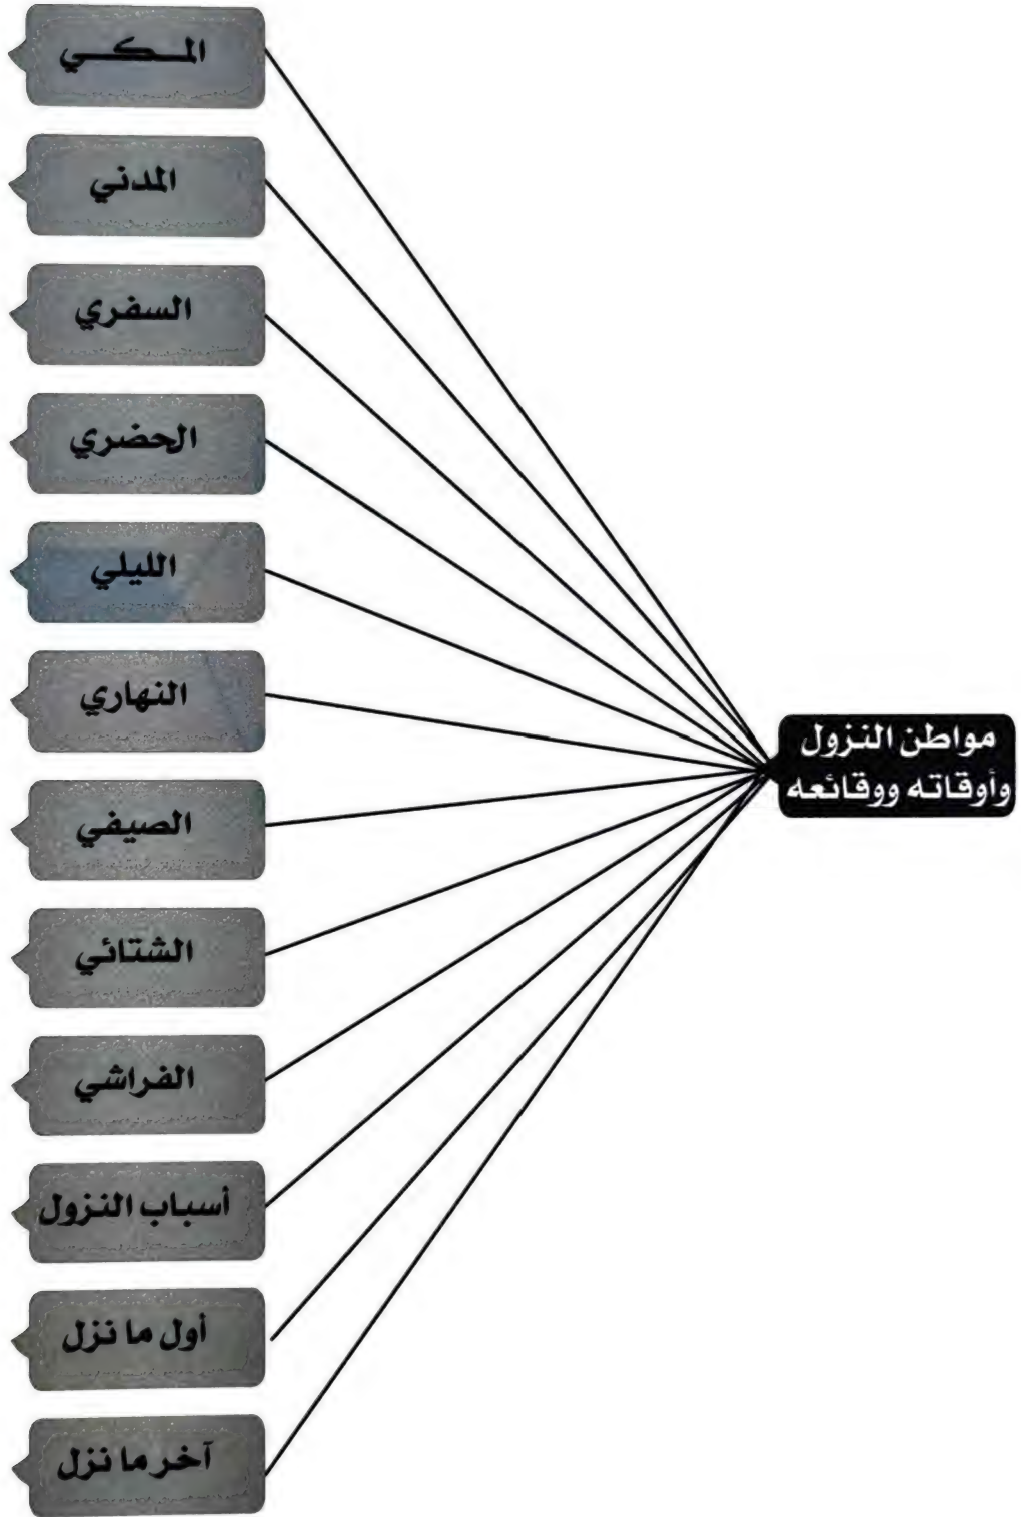 مواطن النزول
وأوقاته ووقائعه
المكي
المدني
السفري
الحضري
الليلي
النهاري
الصيفي
الشتائي
الفراشي
أسباب النزول
أول ما نزل
آخر ما نزل